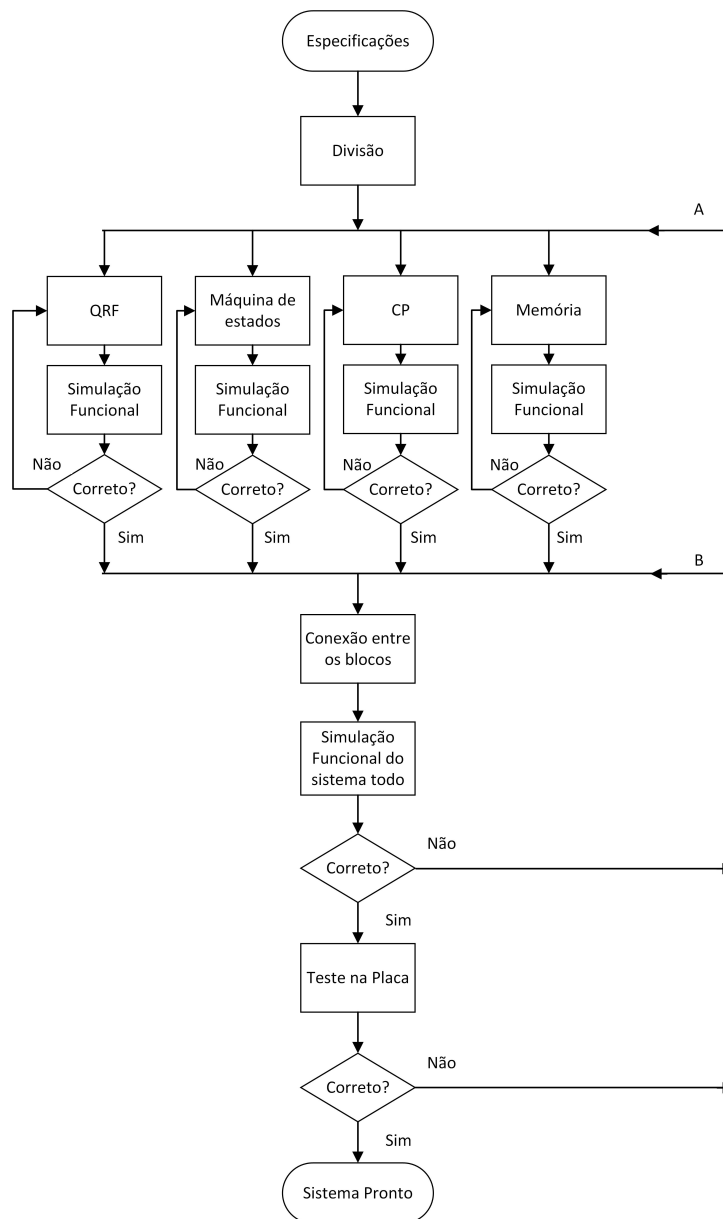 Especificações
Divisão
A
QRF
Máquina de
estados
CP
Memória
Simulação
Funcional
Simulação
Funcional
Simulação
Funcional
Simulação
Funcional
Não
Correto?
Não
Correto?
Não
Correto?
Não
Correto?
Sim
Sim
Sim
Sim
B
Conexão entre
os blocos
Simulação
Funcional do
sistema todo
Correto?
Não
Sim
Teste na Placa
Correto?
Não
Sim
Sistema Pronto